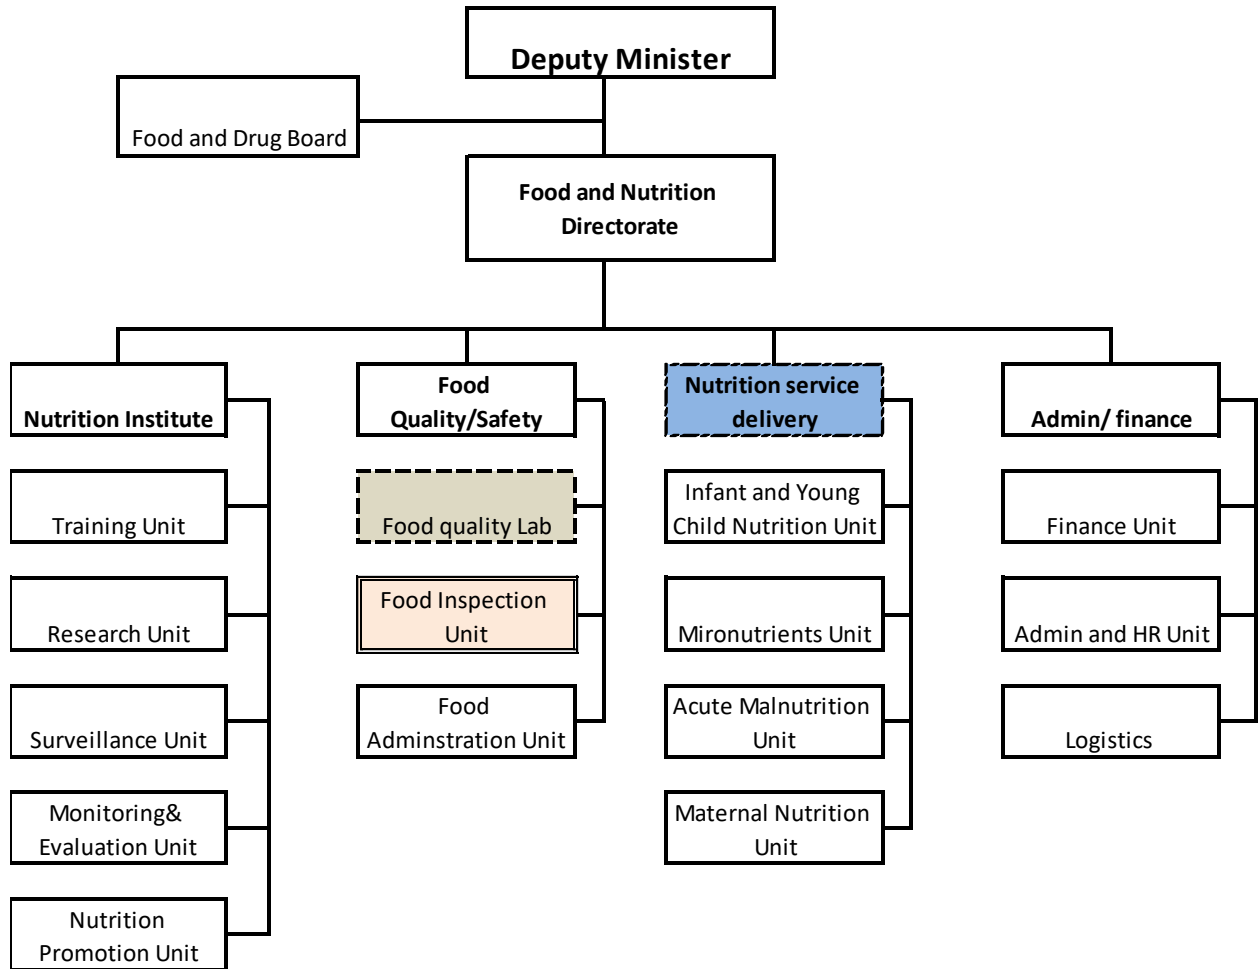 Deputy Minister
Food and Drug Board
Food and Nutrition
Directorate
Nutrition Institute
Food
Quality/Safety
Nutrition service
delivery
Admin/ finance
Training Unit
Food quality Lab
Infant and Young
Child Nutrition Unit
Finance Unit
Research Unit
Food Inspection
Unit
Mironutrients Unit
Admin and HR Unit
Surveillance Unit
Food
Adminstration Unit
Acute Malnutrition
Unit
Logistics
Monitoring&
Evaluation Unit
Maternal Nutrition
Unit
Nutrition
Promotion Unit